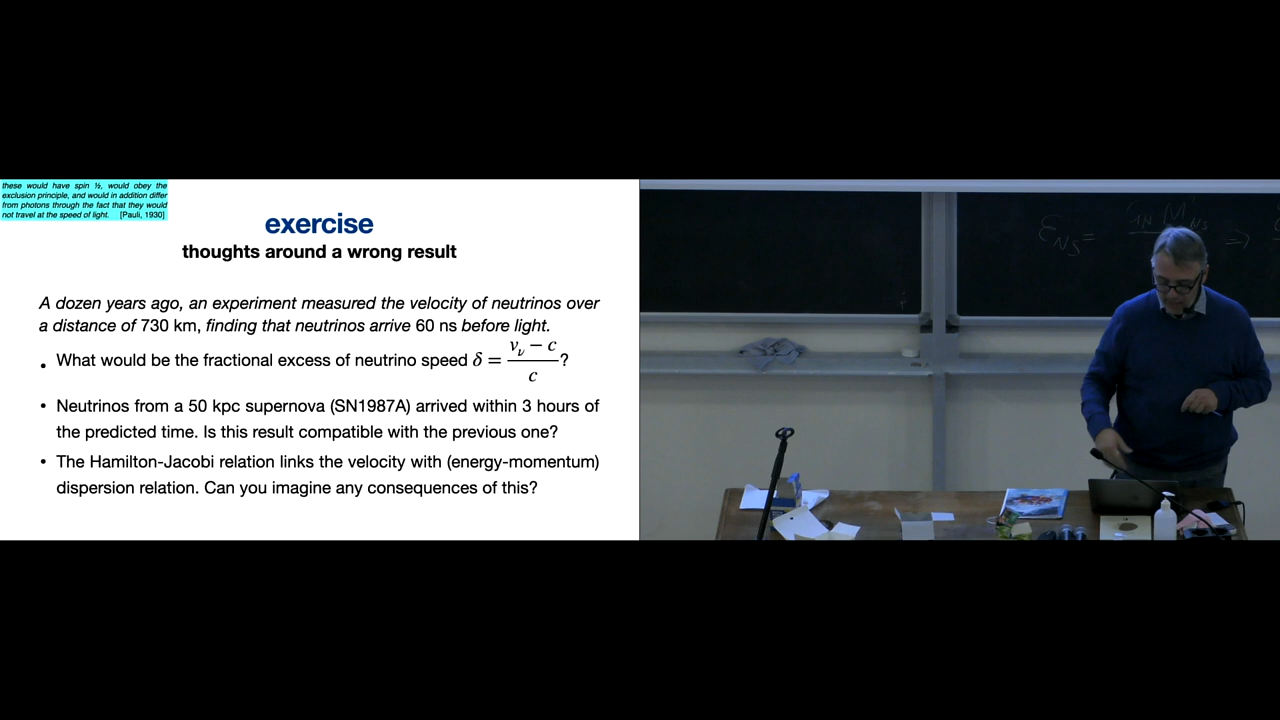 these would have spin ½, would obey the
exclusion principle, and would in addition differ
from photons through the fact that they would
not travel at the speed of light. [Pauli, 1930]
exercise
thoughts around a wrong result
A dozen years ago, an experiment measured the velocity of neutrinos over
a distance of 730 km, finding that neutrinos arrive 60 ns before light.
• What would be the fractional excess of neutrino speed δ = (v_ν − c)/c?
• Neutrinos from a 50 kpc supernova (SN1987A) arrived within 3 hours of
the predicted time. Is this result compatible with the previous one?
• The Hamilton-Jacobi relation links the velocity with (energy-momentum)
dispersion relation. Can you imagine any consequences of this?
ε_NS =